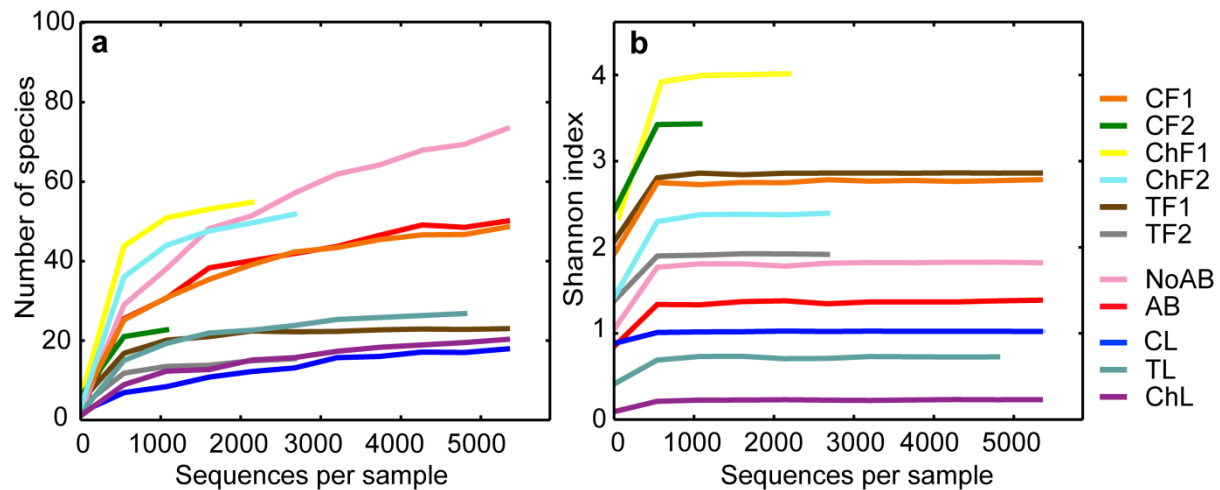 a
Number of species
100
80
60
40
20
0
0 1000 2000 3000 4000 5000
Sequences per sample
b
Shannon index
4
3
2
1
0
0 1000 2000 3000 4000 5000
Sequences per sample
CF1
CF2
ChF1
ChF2
TF1
TF2
NoAB
AB
CL
TL
ChL